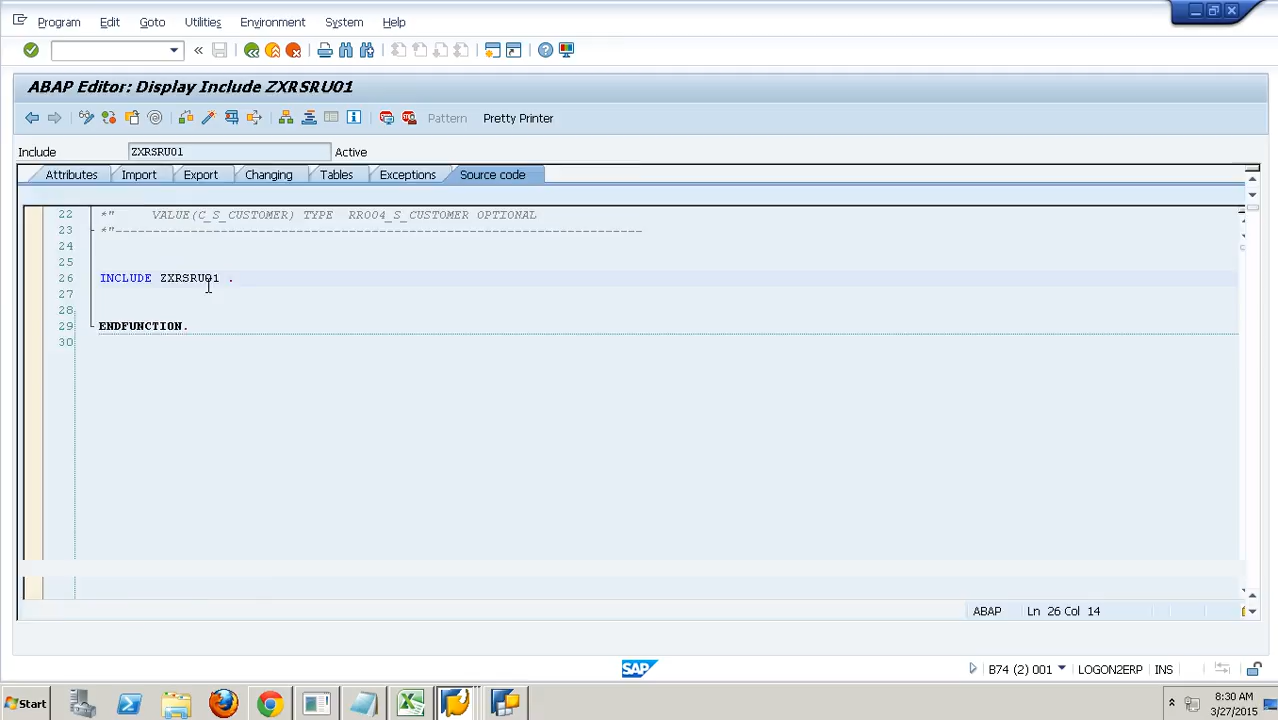 Program Edit Goto Utilities Environment System Help
ABAP Editor: Display Include ZXRSRU01
Pattern Pretty Printer
Include ZXRSRU01 Active
Attributes Import Export Changing Tables Exceptions Source code
22 *" VALUE(C_S_CUSTOMER) TYPE RRO04_S_CUSTOMER OPTIONAL
23 *"----------------------------------------------------------------------
24
25
26 INCLUDE ZXRSRU01 .
27
28
29 ENDFUNCTION.
30
ABAP Ln 26 Col 14
SAP B74 (2) 001 LOGON2ERP INS
Start 8:30 AM
3/27/2015